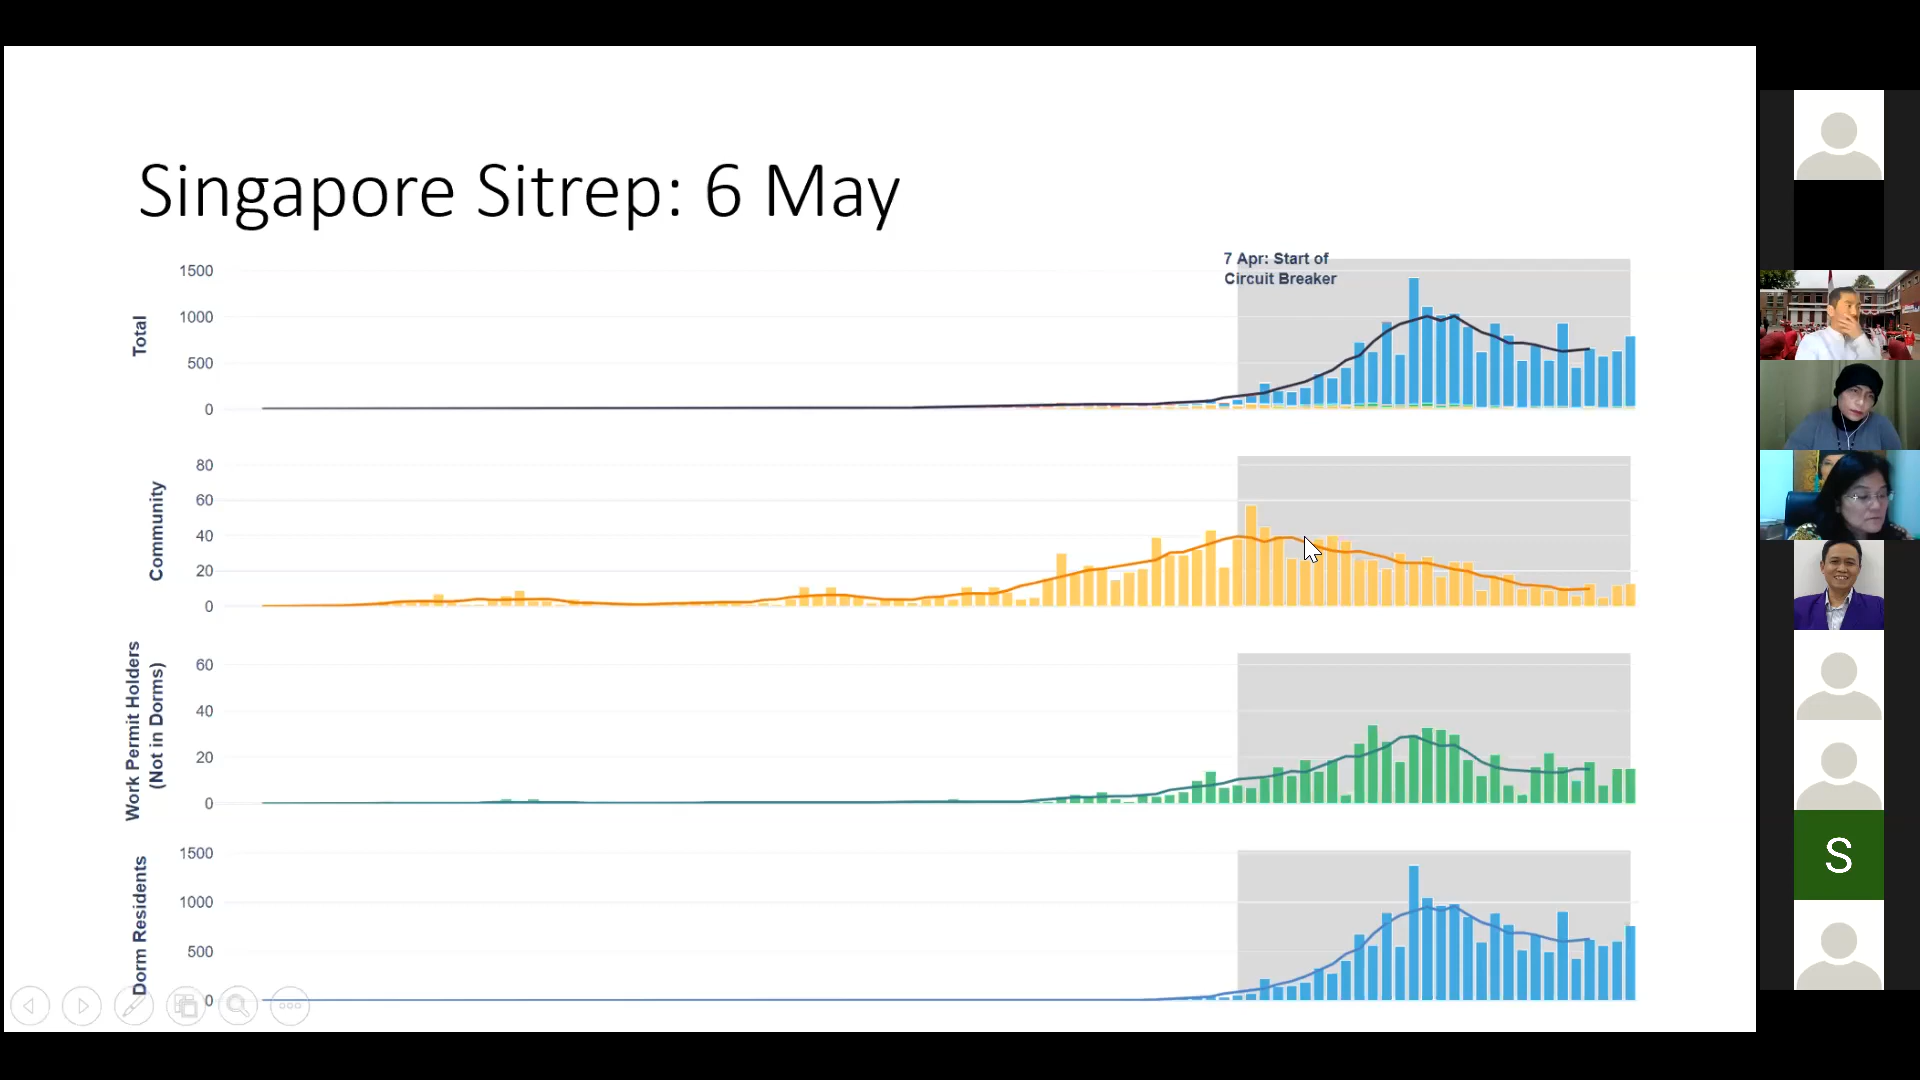 Singapore Sitrep: 6 May
7 Apr: Start of
Circuit Breaker
Total
1500
1000
500
0
Community
80
60
40
20
0
Work Permit Holders
(Not in Dorms)
60
40
20
0
Dorm Residents
1500
1000
500
0
S